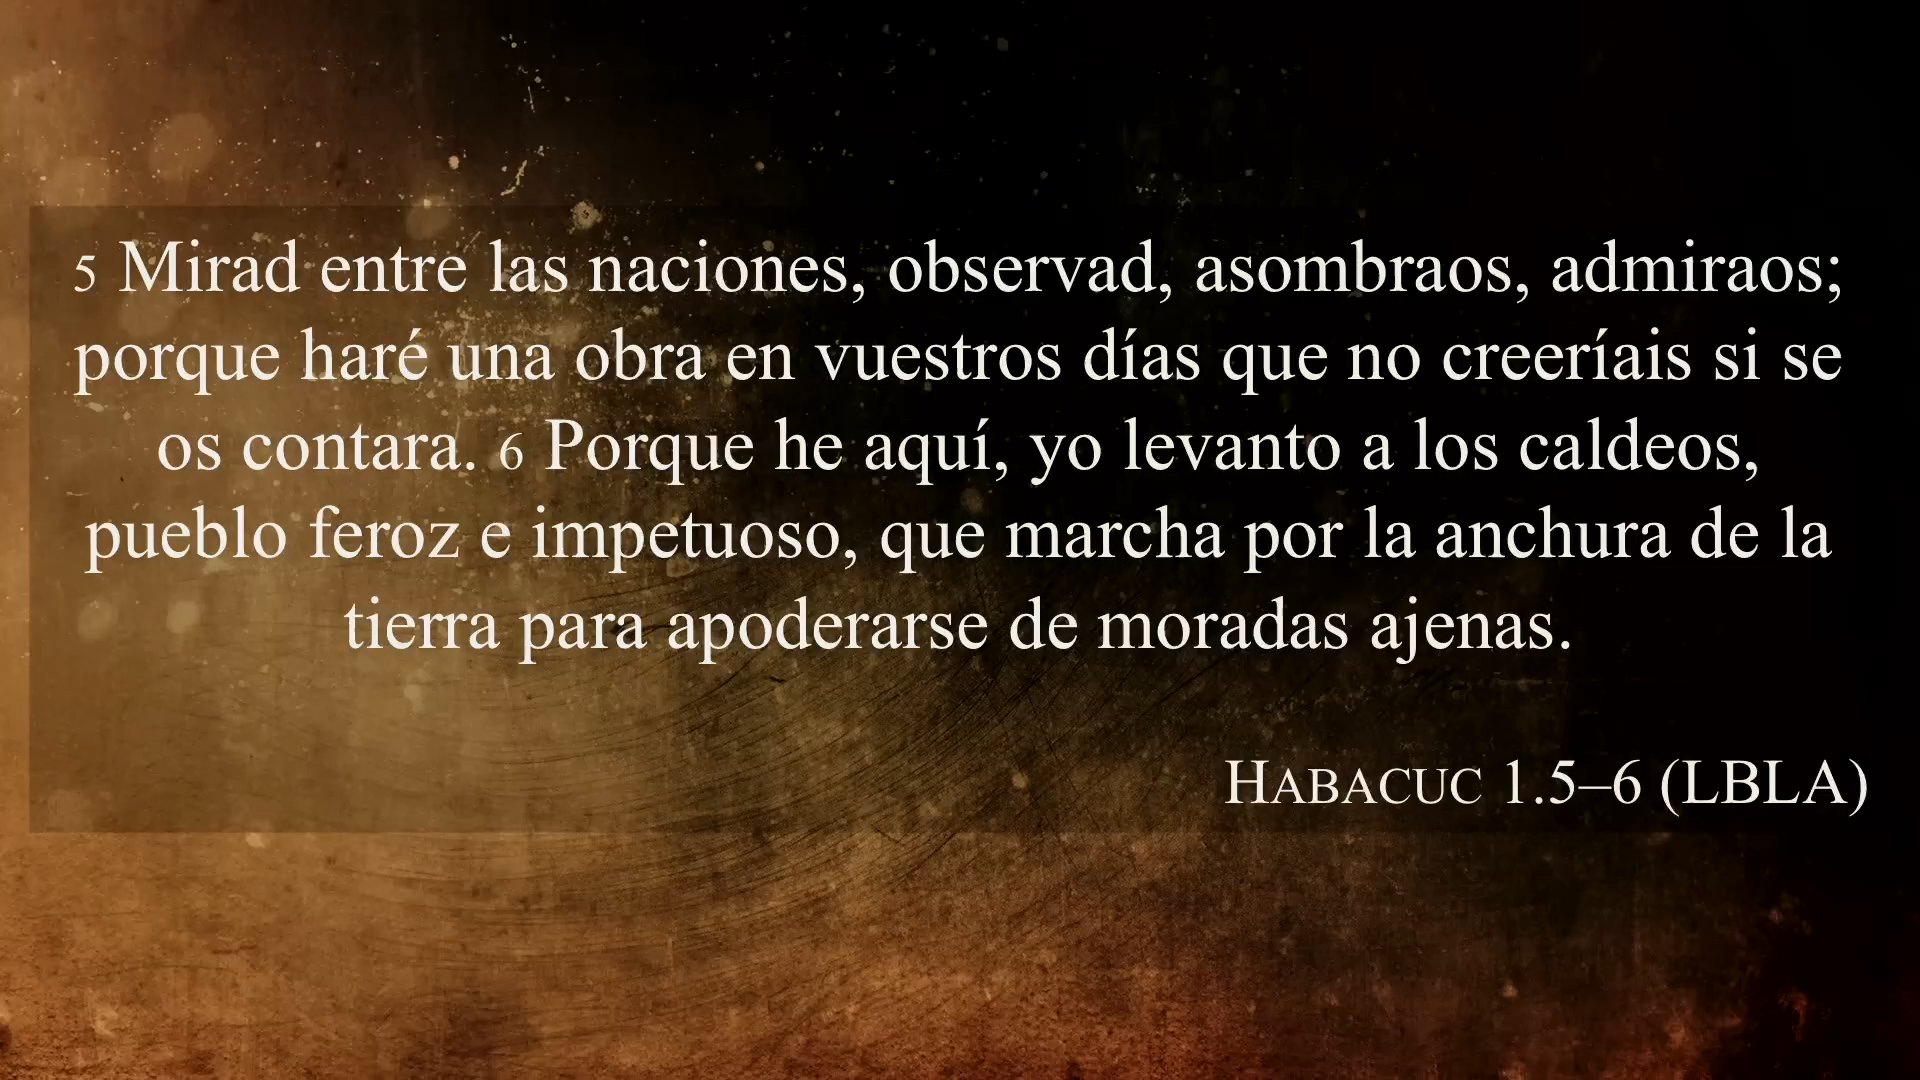 5 Mirad entre las naciones, observad, asombraos, admiraos;
porque haré una obra en vuestros días que no creeríais si se
os contara. 6 Porque he aquí, yo levanto a los caldeos,
pueblo feroz e impetuoso, que marcha por la anchura de la
tierra para apoderarse de moradas ajenas.
HABACUC 1.5–6 (LBLA)